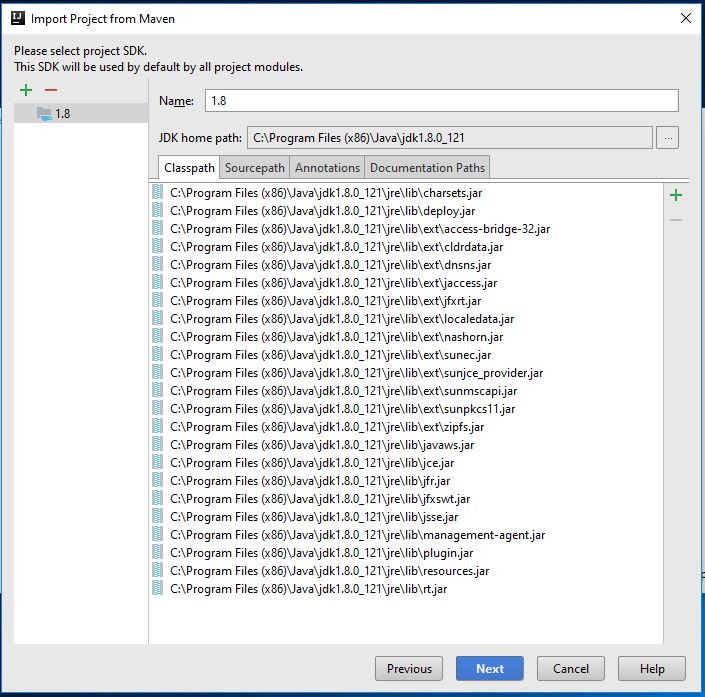 IJ Import Project from Maven
Please select project SDK.
This SDK will be used by default by all project modules.
1.8
Name: 1.8
JDK home path: C:\Program Files (x86)\Java\jdk1.8.0_121 ...
Classpath Sourcepath Annotations Documentation Paths
C:\Program Files (x86)\Java\jdk1.8.0_121\jre\lib\charsets.jar
C:\Program Files (x86)\Java\jdk1.8.0_121\jre\lib\deploy.jar
C:\Program Files (x86)\Java\jdk1.8.0_121\jre\lib\ext\access-bridge-32.jar
C:\Program Files (x86)\Java\jdk1.8.0_121\jre\lib\ext\cldrdata.jar
C:\Program Files (x86)\Java\jdk1.8.0_121\jre\lib\ext\dnsns.jar
C:\Program Files (x86)\Java\jdk1.8.0_121\jre\lib\ext\jaccess.jar
C:\Program Files (x86)\Java\jdk1.8.0_121\jre\lib\ext\jfxrt.jar
C:\Program Files (x86)\Java\jdk1.8.0_121\jre\lib\ext\localedata.jar
C:\Program Files (x86)\Java\jdk1.8.0_121\jre\lib\ext\nashorn.jar
C:\Program Files (x86)\Java\jdk1.8.0_121\jre\lib\ext\sunec.jar
C:\Program Files (x86)\Java\jdk1.8.0_121\jre\lib\ext\sunjce_provider.jar
C:\Program Files (x86)\Java\jdk1.8.0_121\jre\lib\ext\sunmscapi.jar
C:\Program Files (x86)\Java\jdk1.8.0_121\jre\lib\ext\sunpkcs11.jar
C:\Program Files (x86)\Java\jdk1.8.0_121\jre\lib\ext\zipfs.jar
C:\Program Files (x86)\Java\jdk1.8.0_121\jre\lib\javaws.jar
C:\Program Files (x86)\Java\jdk1.8.0_121\jre\lib\jce.jar
C:\Program Files (x86)\Java\jdk1.8.0_121\jre\lib\jfr.jar
C:\Program Files (x86)\Java\jdk1.8.0_121\jre\lib\jfxswt.jar
C:\Program Files (x86)\Java\jdk1.8.0_121\jre\lib\jsse.jar
C:\Program Files (x86)\Java\jdk1.8.0_121\jre\lib\management-agent.jar
C:\Program Files (x86)\Java\jdk1.8.0_121\jre\lib\plugin.jar
C:\Program Files (x86)\Java\jdk1.8.0_121\jre\lib\resources.jar
C:\Program Files (x86)\Java\jdk1.8.0_121\jre\lib\rt.jar
Previous Next Cancel Help